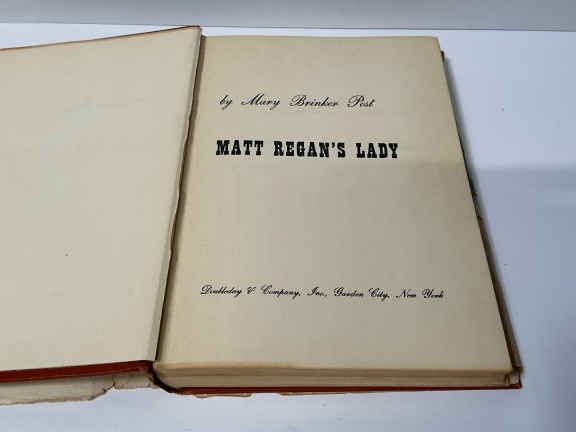 by Mary Brinker Post
MATT REGAN'S LADY
Doubleday & Company, Inc., Garden City, New York